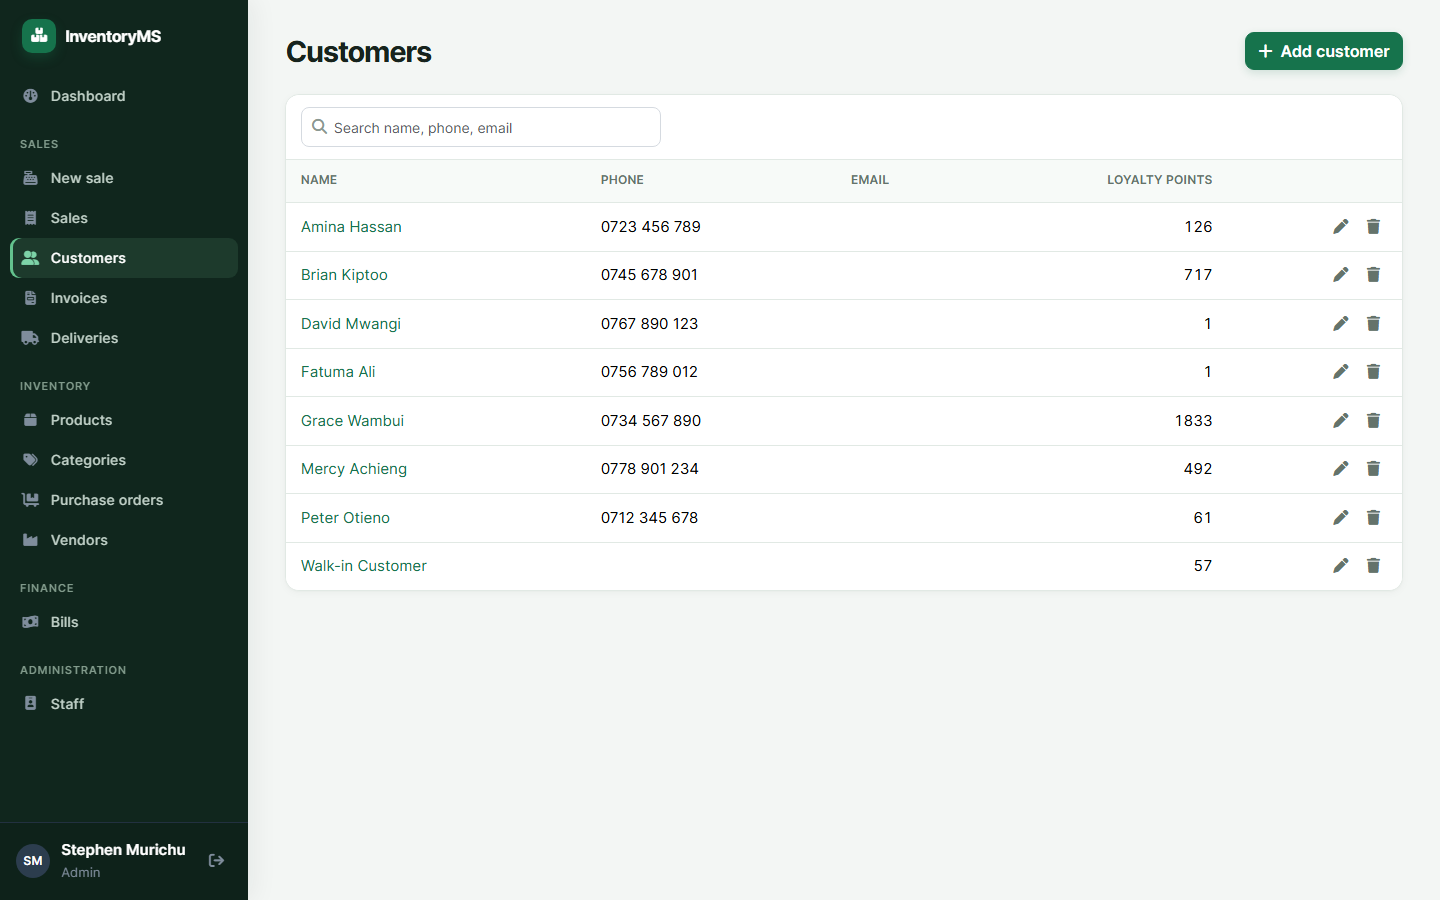 InventoryMS
Dashboard
SALES
New sale
Sales
Customers
Invoices
Deliveries
INVENTORY
Products
Categories
Purchase orders
Vendors
FINANCE
Bills
ADMINISTRATION
Staff
SM
Stephen Murichu
Admin
Customers
Add customer
Search name, phone, email
NAME PHONE EMAIL LOYALTY POINTS
Amina Hassan 0723 456 789 126
Brian Kiptoo 0745 678 901 717
David Mwangi 0767 890 123 1
Fatuma Ali 0756 789 012 1
Grace Wambui 0734 567 890 1833
Mercy Achieng 0778 901 234 492
Peter Otieno 0712 345 678 61
Walk-in Customer 57